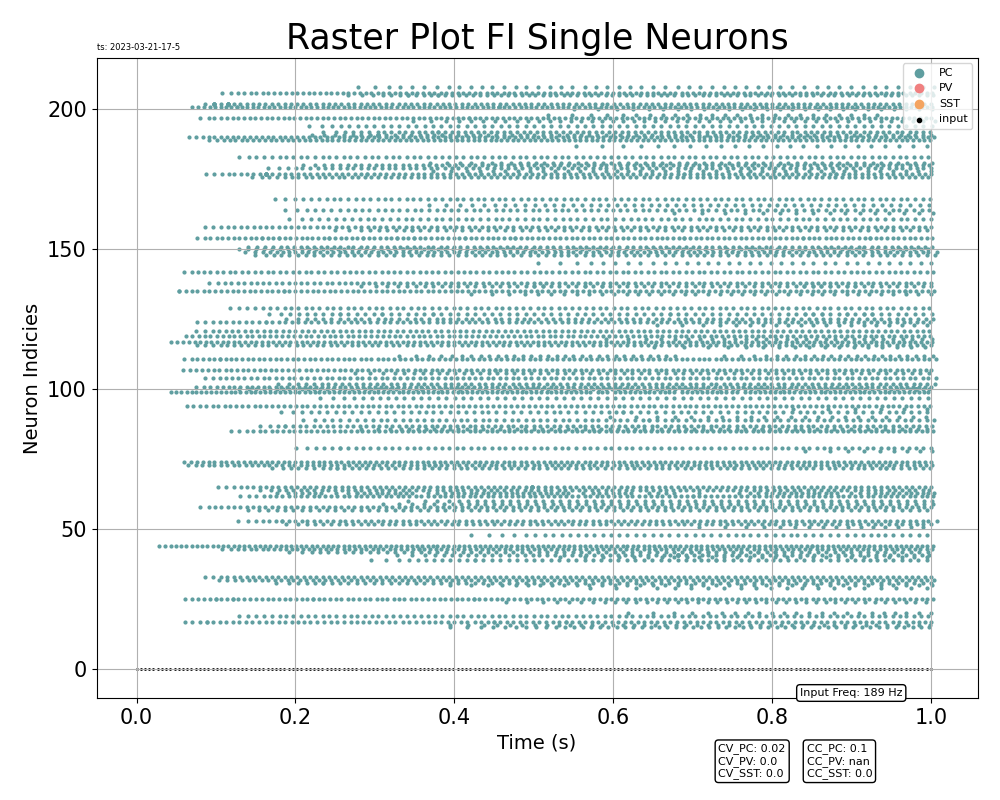 Raster Plot FI Single Neurons
ts: 2023-03-21-17-5
PC
PV
SST
input
200
150
100
50
0
Neuron Indicies
0.0 0.2 0.4 0.6 0.8 1.0
Time (s)
Input Freq: 189 Hz
CV_PC: 0.02
CV_PV: 0.0
CV_SST: 0.0
CC_PC: 0.1
CC_PV: nan
CC_SST: 0.0